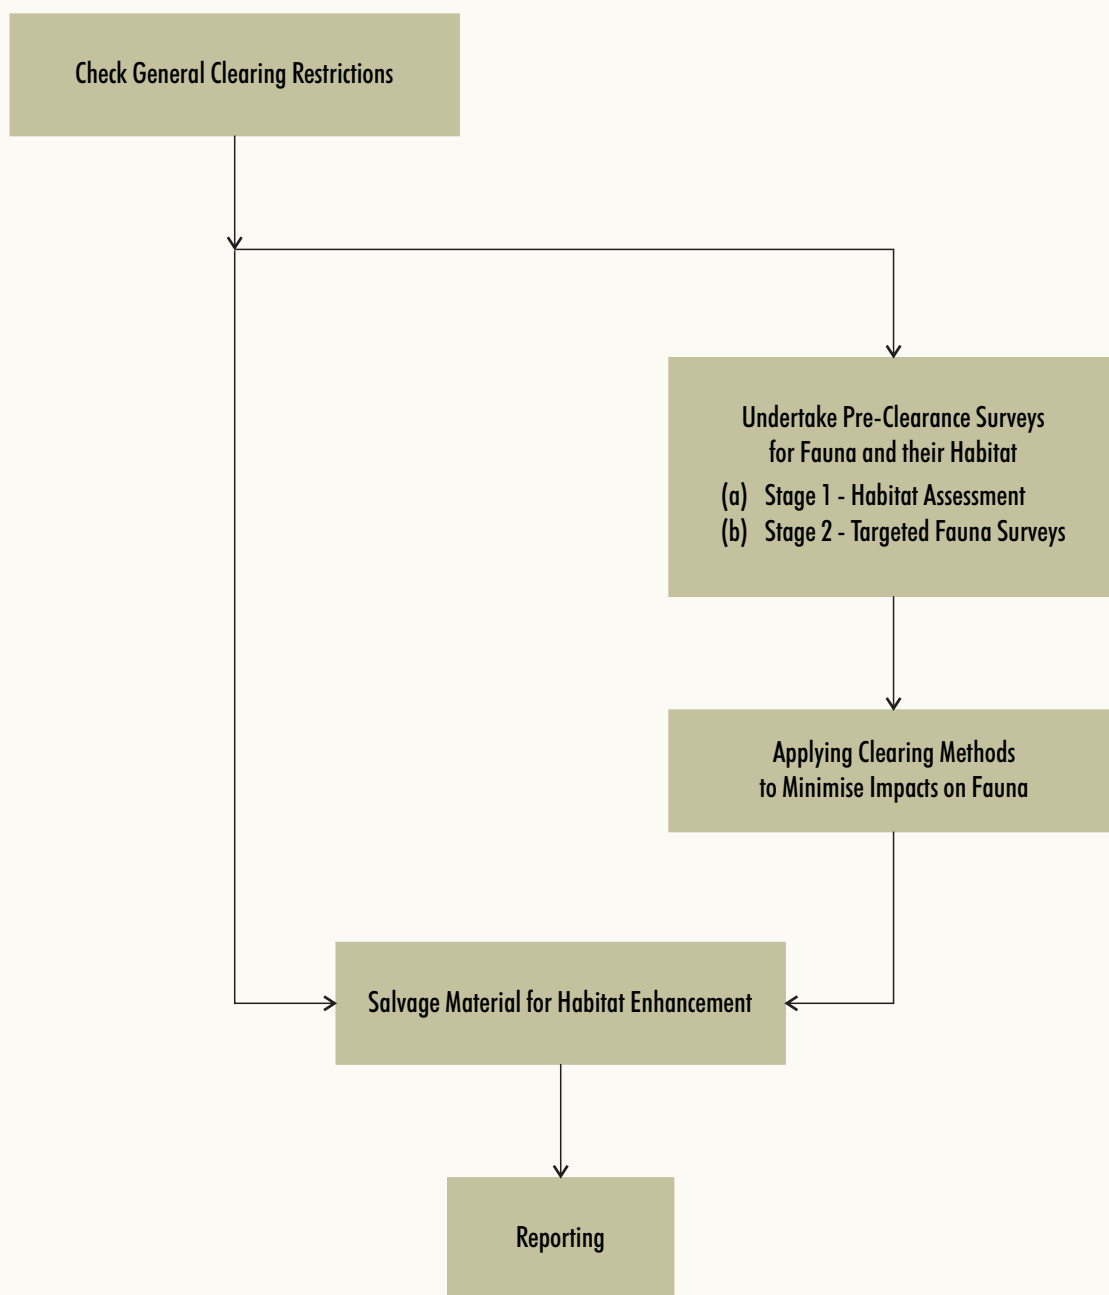 Check General Clearing Restrictions
Undertake Pre-Clearance Surveys
for Fauna and their Habitat
(a) Stage 1 - Habitat Assessment
(b) Stage 2 - Targeted Fauna Surveys
Applying Clearing Methods
to Minimise Impacts on Fauna
Salvage Material for Habitat Enhancement
Reporting